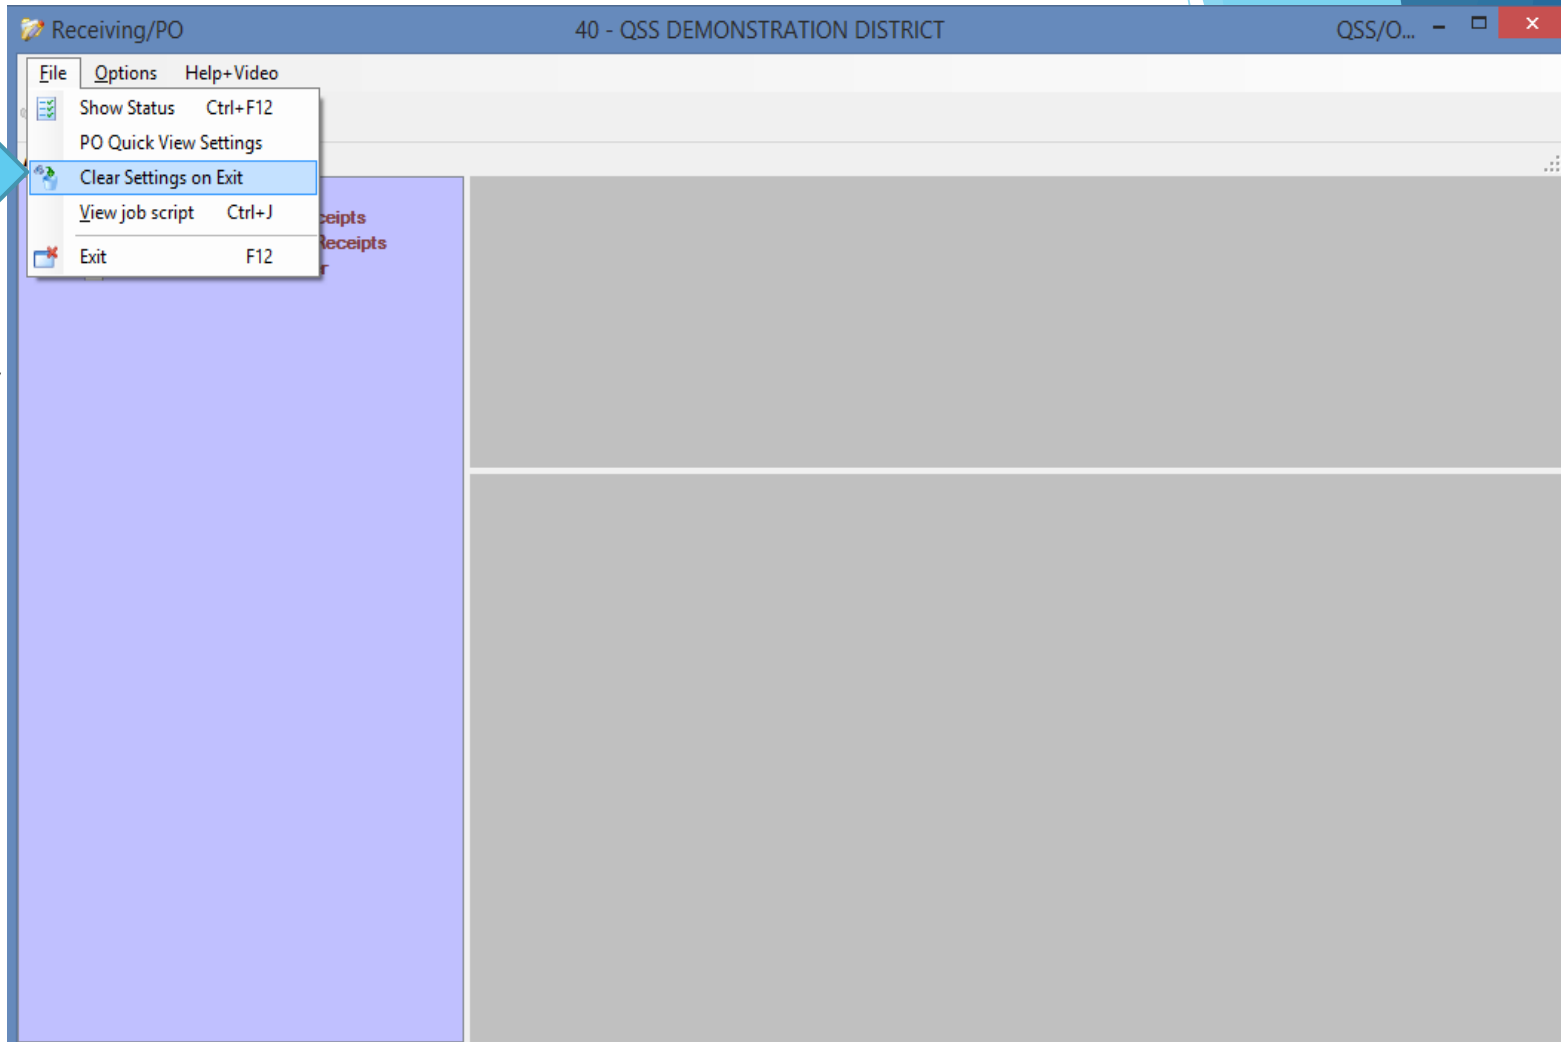 Receiving/PO 40 - QSS DEMONSTRATION DISTRICT QSS/O...
File Options Help+Video
Show Status Ctrl+F12
PO Quick View Settings
Clear Settings on Exit
View job script Ctrl+J
Exit F12
Receipts